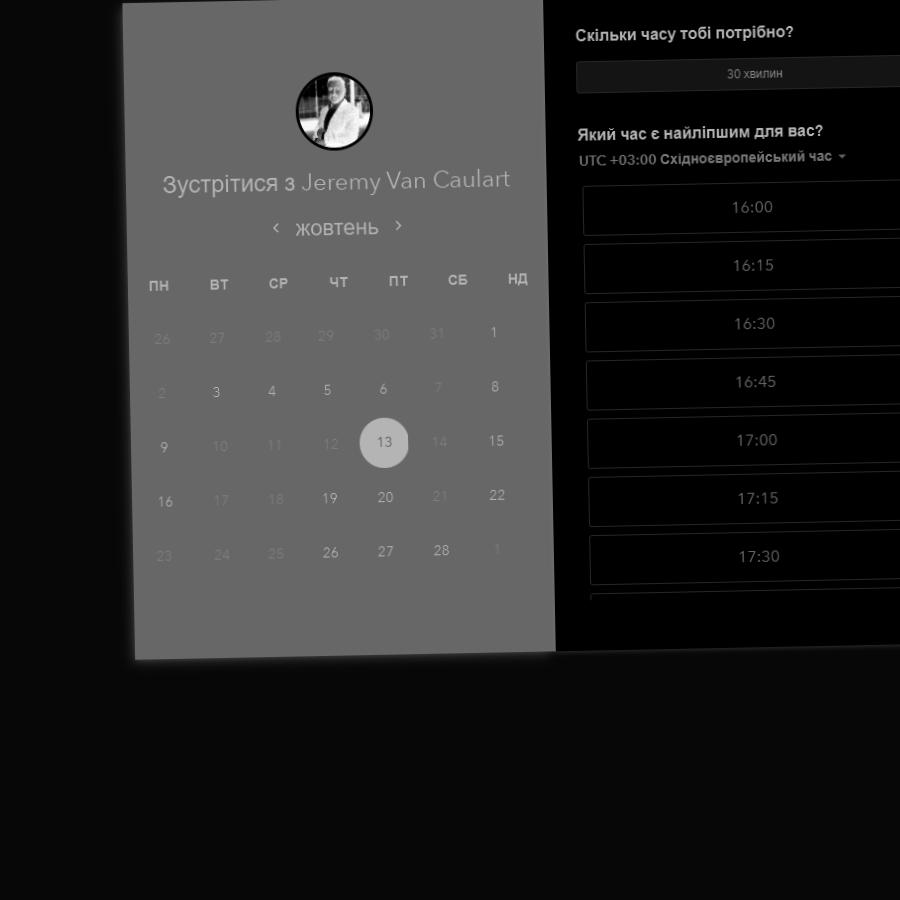 Зустрітися з Jeremy Van Caulart
жовтень
ПН ВТ СР ЧТ ПТ СБ НД
26 27 28 29 30 31 1
2 3 4 5 6 7 8
9 10 11 12 13 14 15
16 17 18 19 20 21 22
23 24 25 26 27 28 1
Скільки часу тобі потрібно?
30 хвилин
Який час є найліпшим для вас?
UTC +03:00 Східноєвропейський час
16:00
16:15
16:30
16:45
17:00
17:15
17:30